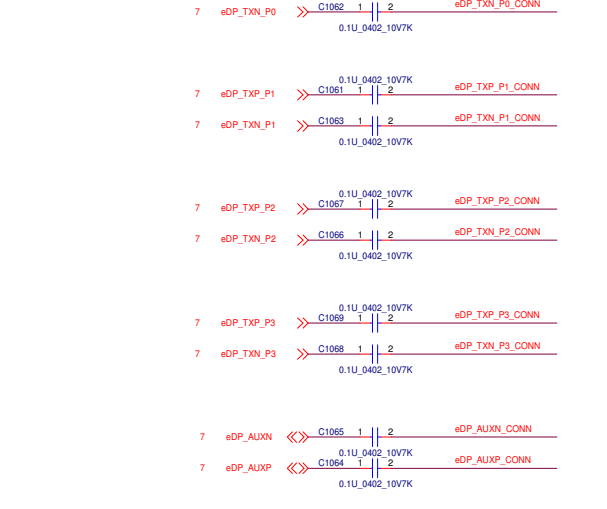 7 eDP_TXN_P0 C1062 1 2 eDP_TXN_P0_CONN
0.1U_0402_10V7K
0.1U_0402_10V7K
7 eDP_TXP_P1 C1061 1 2 eDP_TXP_P1_CONN
7 eDP_TXN_P1 C1063 1 2 eDP_TXN_P1_CONN
0.1U_0402_10V7K
0.1U_0402_10V7K
7 eDP_TXP_P2 C1067 1 2 eDP_TXP_P2_CONN
7 eDP_TXN_P2 C1066 1 2 eDP_TXN_P2_CONN
0.1U_0402_10V7K
0.1U_0402_10V7K
7 eDP_TXP_P3 C1069 1 2 eDP_TXP_P3_CONN
7 eDP_TXN_P3 C1068 1 2 eDP_TXN_P3_CONN
0.1U_0402_10V7K
7 eDP_AUXN C1065 1 2 eDP_AUXN_CONN
0.1U_0402_10V7K
7 eDP_AUXP C1064 1 2 eDP_AUXP_CONN
0.1U_0402_10V7K